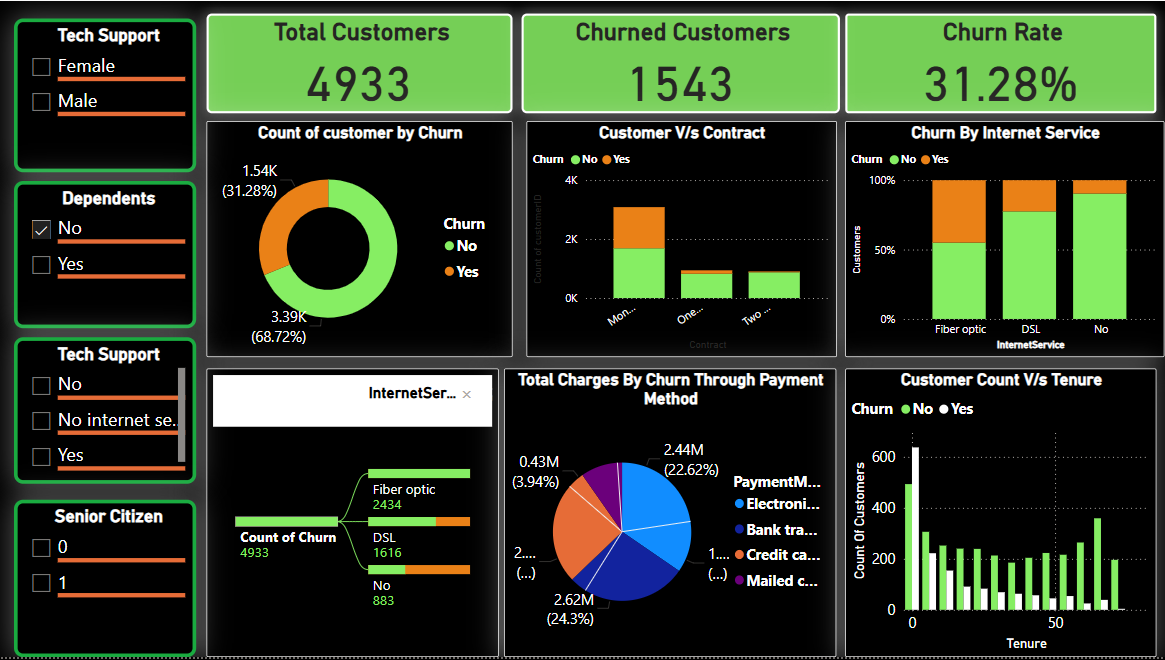 Tech Support
Female
Male
Dependents
No
Yes
Tech Support
No
No internet se...
Yes
Senior Citizen
0
1
Total Customers
4933
Churned Customers
1543
Churn Rate
31.28%
Count of customer by Churn
1.54K
(31.28%)
3.39K
(68.72%)
Churn
No
Yes
Customer V/s Contract
Churn No Yes
Count of customerID
4K
2K
0K
Mon...
One...
Two ...
Contract
Churn By Internet Service
Churn No Yes
Customers
100%
50%
0%
Fiber optic
DSL
No
InternetService
InternetSer...
Count of Churn
4933
Fiber optic
2434
DSL
1616
No
883
Total Charges By Churn Through Payment
Method
0.43M
(3.94%)
2.44M
(22.62%)
2....
(...)
1....
(...)
2.62M
(24.3%)
PaymentM...
Electroni...
Bank tra...
Credit ca...
Mailed c...
Customer Count V/s Tenure
Churn No Yes
Count Of Customers
600
400
200
0
0
50
Tenure